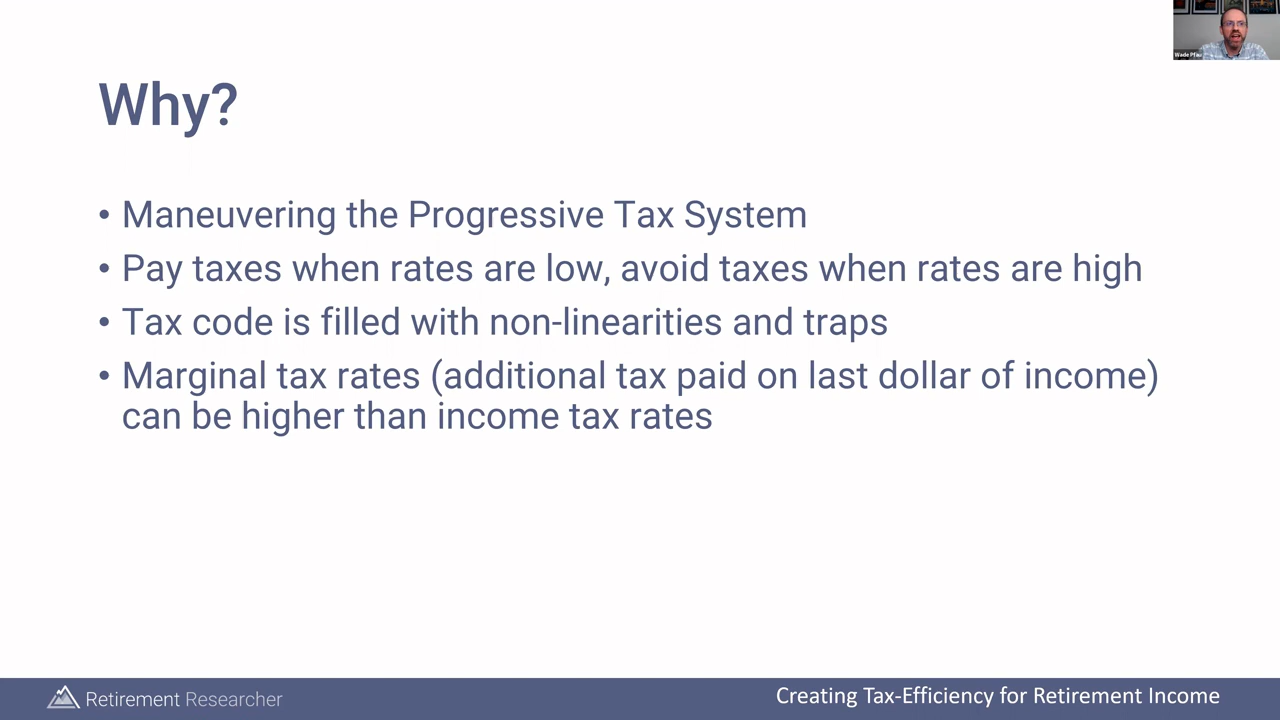 Wade Pfau
Why?
• Maneuvering the Progressive Tax System
• Pay taxes when rates are low, avoid taxes when rates are high
• Tax code is filled with non-linearities and traps
• Marginal tax rates (additional tax paid on last dollar of income)
can be higher than income tax rates
Retirement Researcher
Creating Tax-Efficiency for Retirement Income